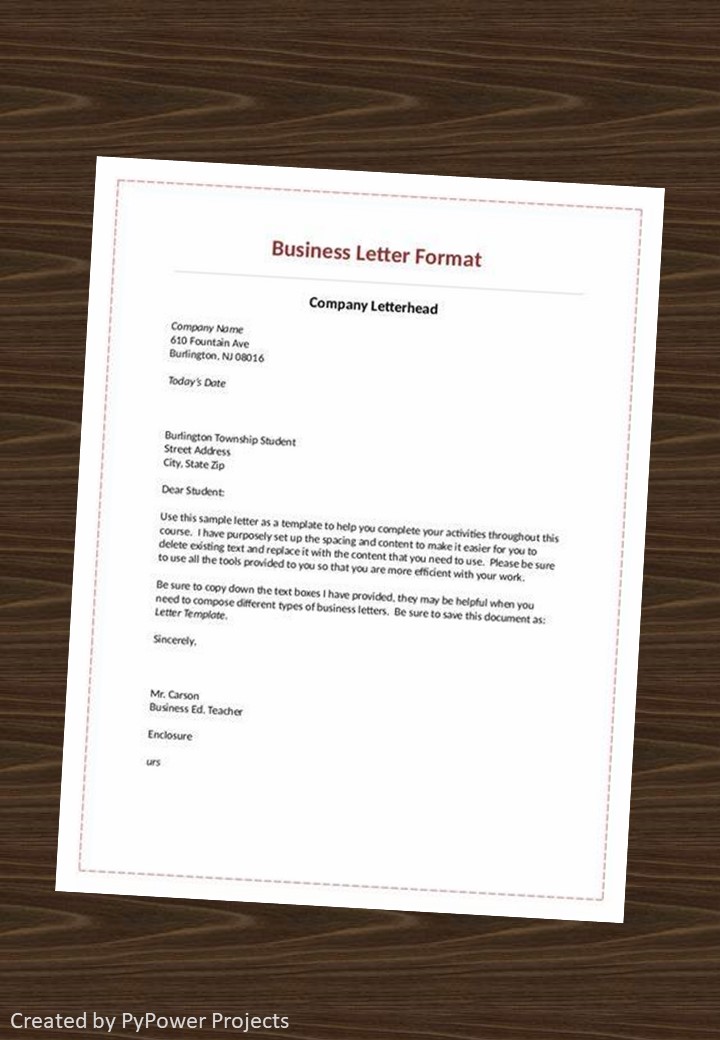 Business Letter Format
Company Letterhead
Company Name
610 Fountain Ave
Burlington, NJ 08016
Today's Date
Burlington Township Student
Street Address
City, State Zip
Dear Student:
Use this sample letter as a template to help you complete your activities throughout this
course. I have purposely set up the spacing and content to make it easier for you to
delete existing text and replace it with the content that you need to use. Please be sure
to use all the tools provided to you so that you are more efficient with your work.
Be sure to copy down the text boxes I have provided, they may be helpful when you
need to compose different types of business letters. Be sure to save this document as:
Letter Template.
Sincerely,
Mr. Carson
Business Ed. Teacher
Enclosure
urs
Created by PyPower Projects